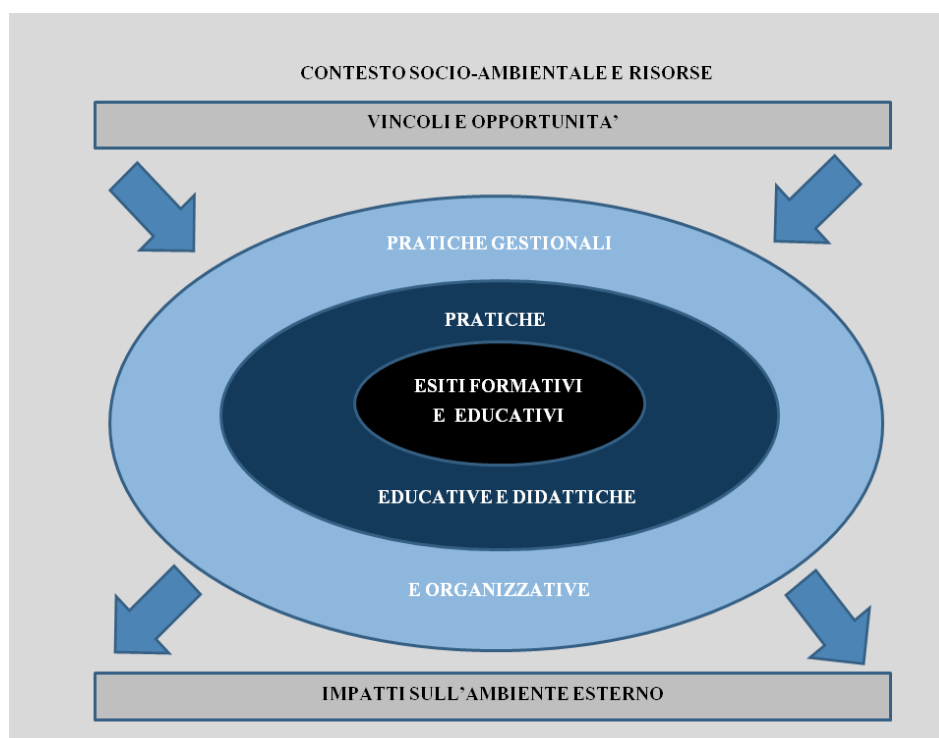 CONTESTO SOCIO-AMBIENTALE E RISORSE
VINCOLI E OPPORTUNITA’
PRATICHE GESTIONALI
PRATICHE
ESITI FORMATIVI
E EDUCATIVI
EDUCATIVE E DIDATTICHE
E ORGANIZZATIVE
IMPATTI SULL’AMBIENTE ESTERNO